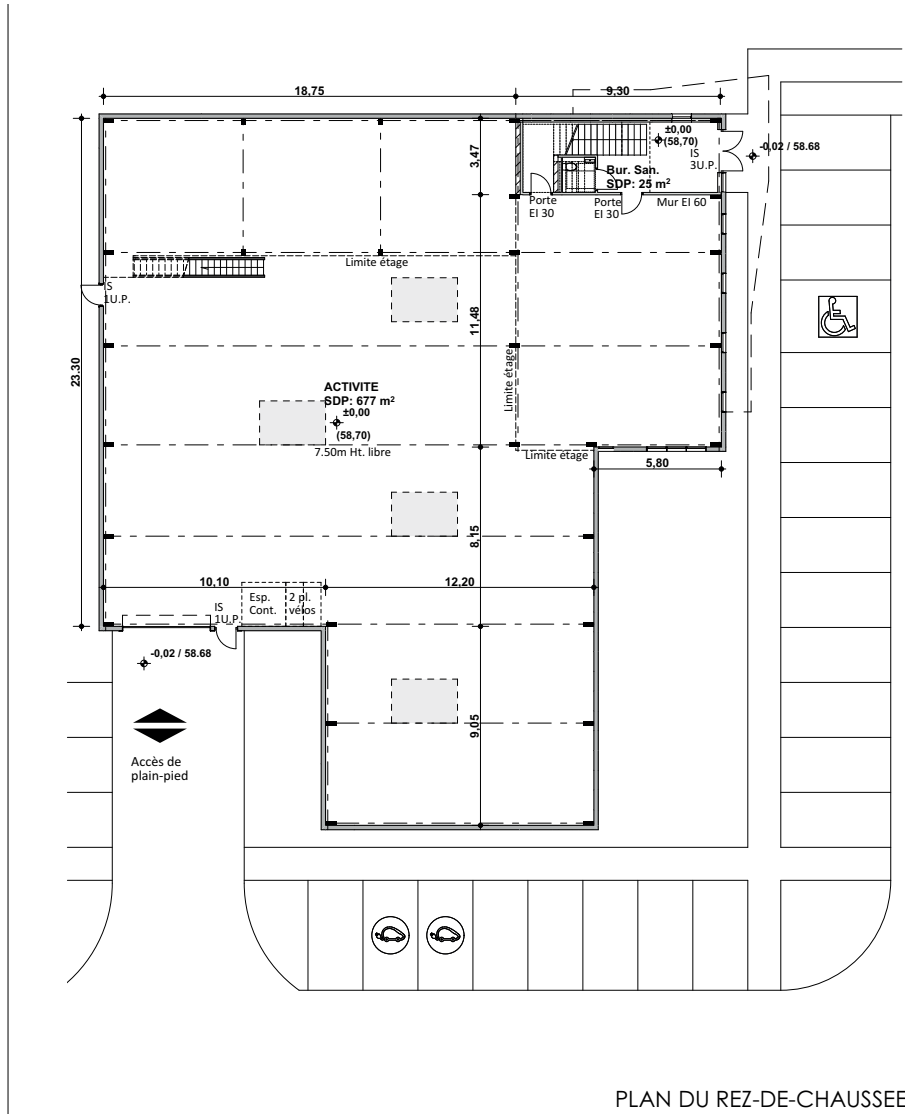 18,75
9,30
±0,00
(58,70)
-0,02 / 58.68
IS
3U.P.
3,47
Bur. San.
SDP: 25 m²
Porte
EI 30
Porte
EI 30
Mur EI 60
Limite étage
IS
1U.P.
11,48
23.30
Limite étage
ACTIVITE
SDP: 677 m²
±0,00
(58,70)
7.50m Ht. libre
Limite étage
5,80
8,15
10,10
12,20
Esp.
Cont.
2 pl.
vélos
IS
1U.P.
-0,02 / 58.68
9,05
Accès de
plain-pied
PLAN DU REZ-DE-CHAUSSEE